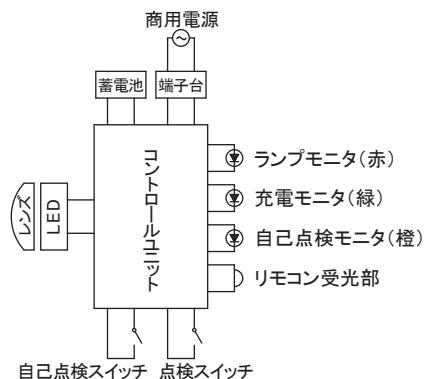 商用電源
蓄電池
端子台
コントロールユニット
レンズ
LED
ランプモニタ(赤)
充電モニタ(緑)
自己点検モニタ(橙)
リモコン受光部
自己点検スイッチ
点検スイッチ